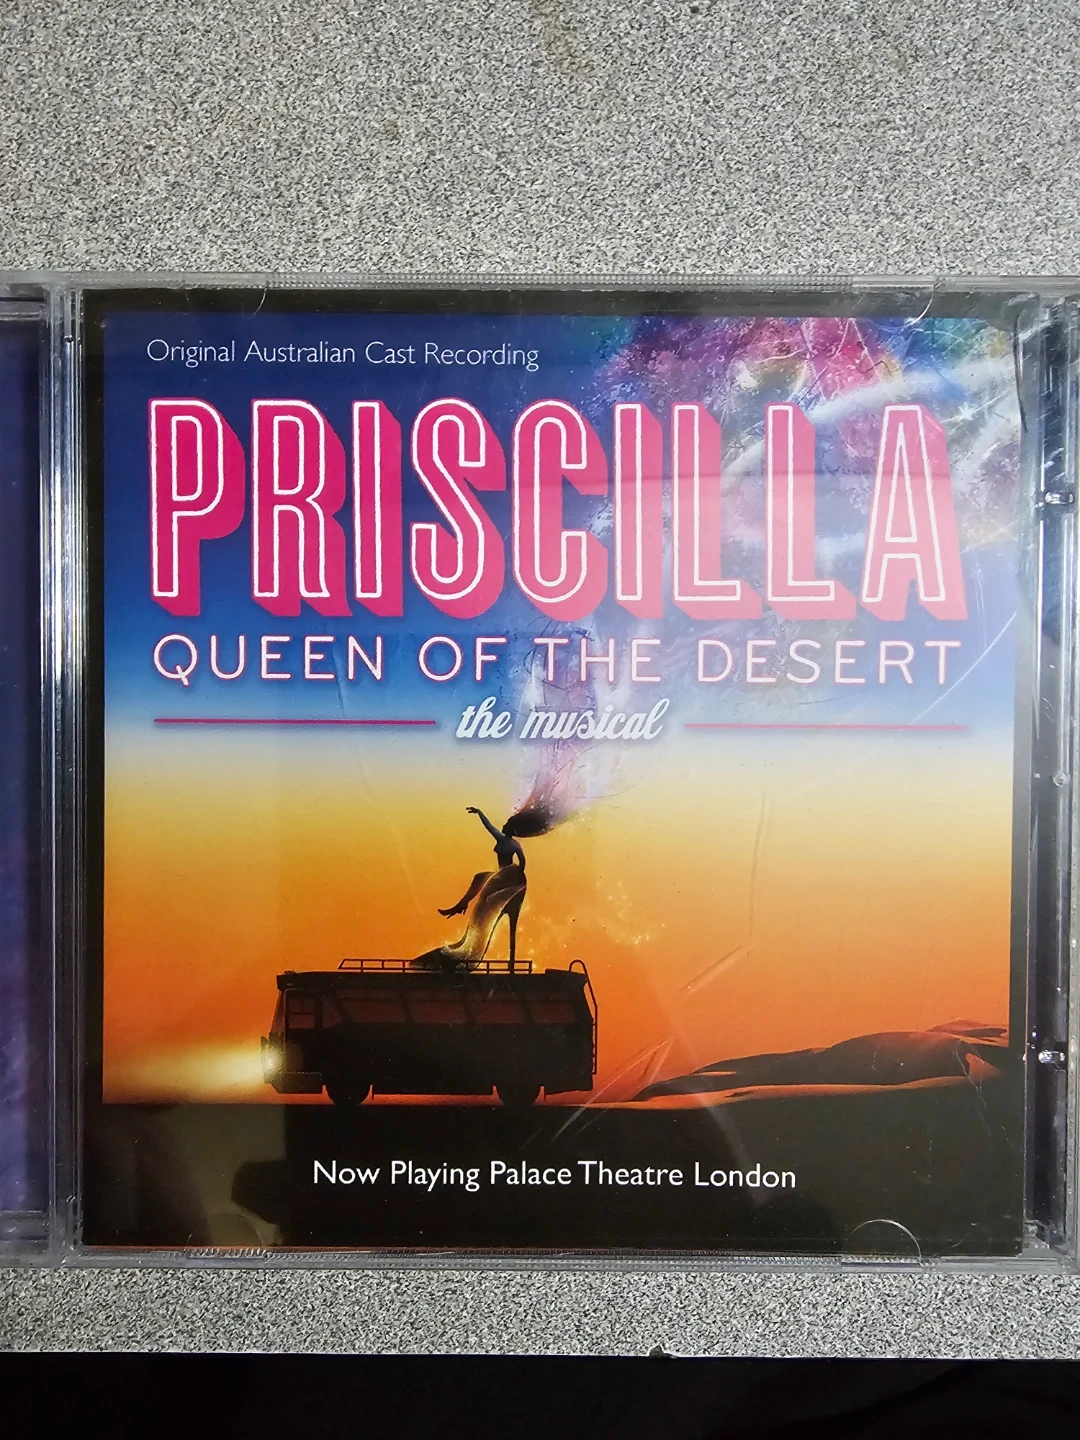 Original Australian Cast Recording
PRISCILLA
QUEEN OF THE DESERT
the musical
Now Playing Palace Theatre London